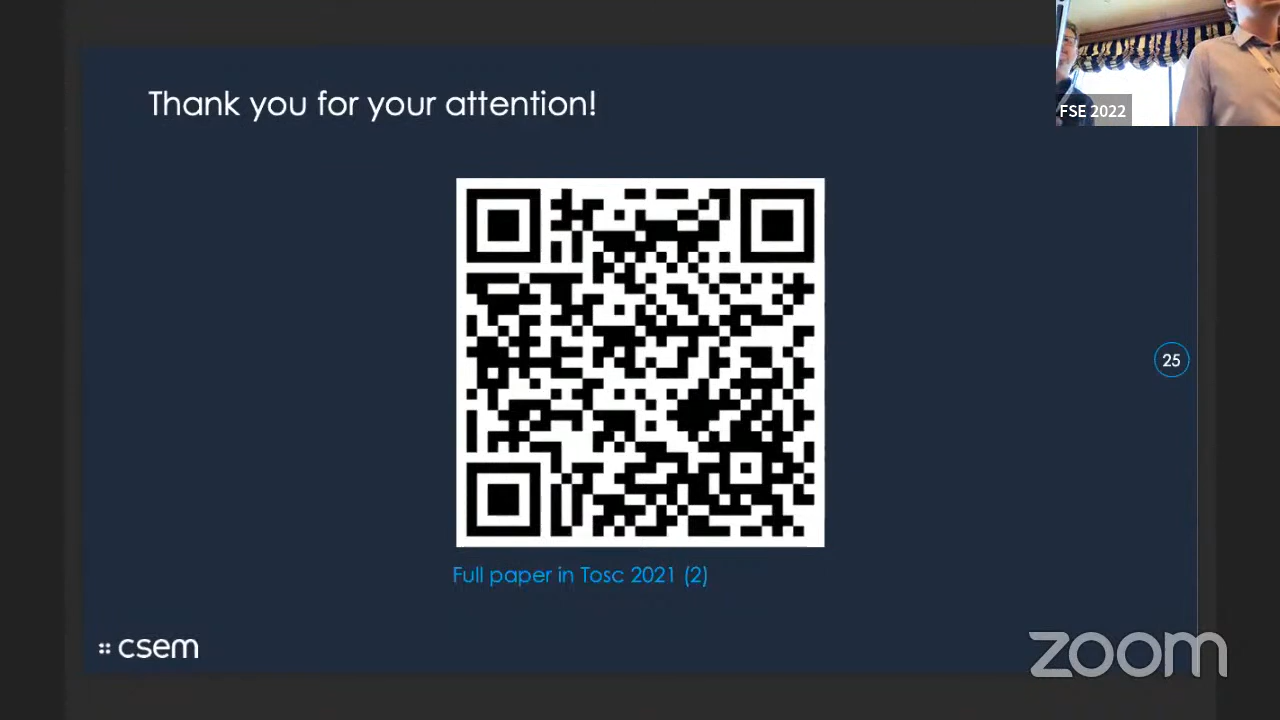 Thank you for your attention!
FSE 2022
25
Full paper in Tosc 2021 (2)
csem
zoom